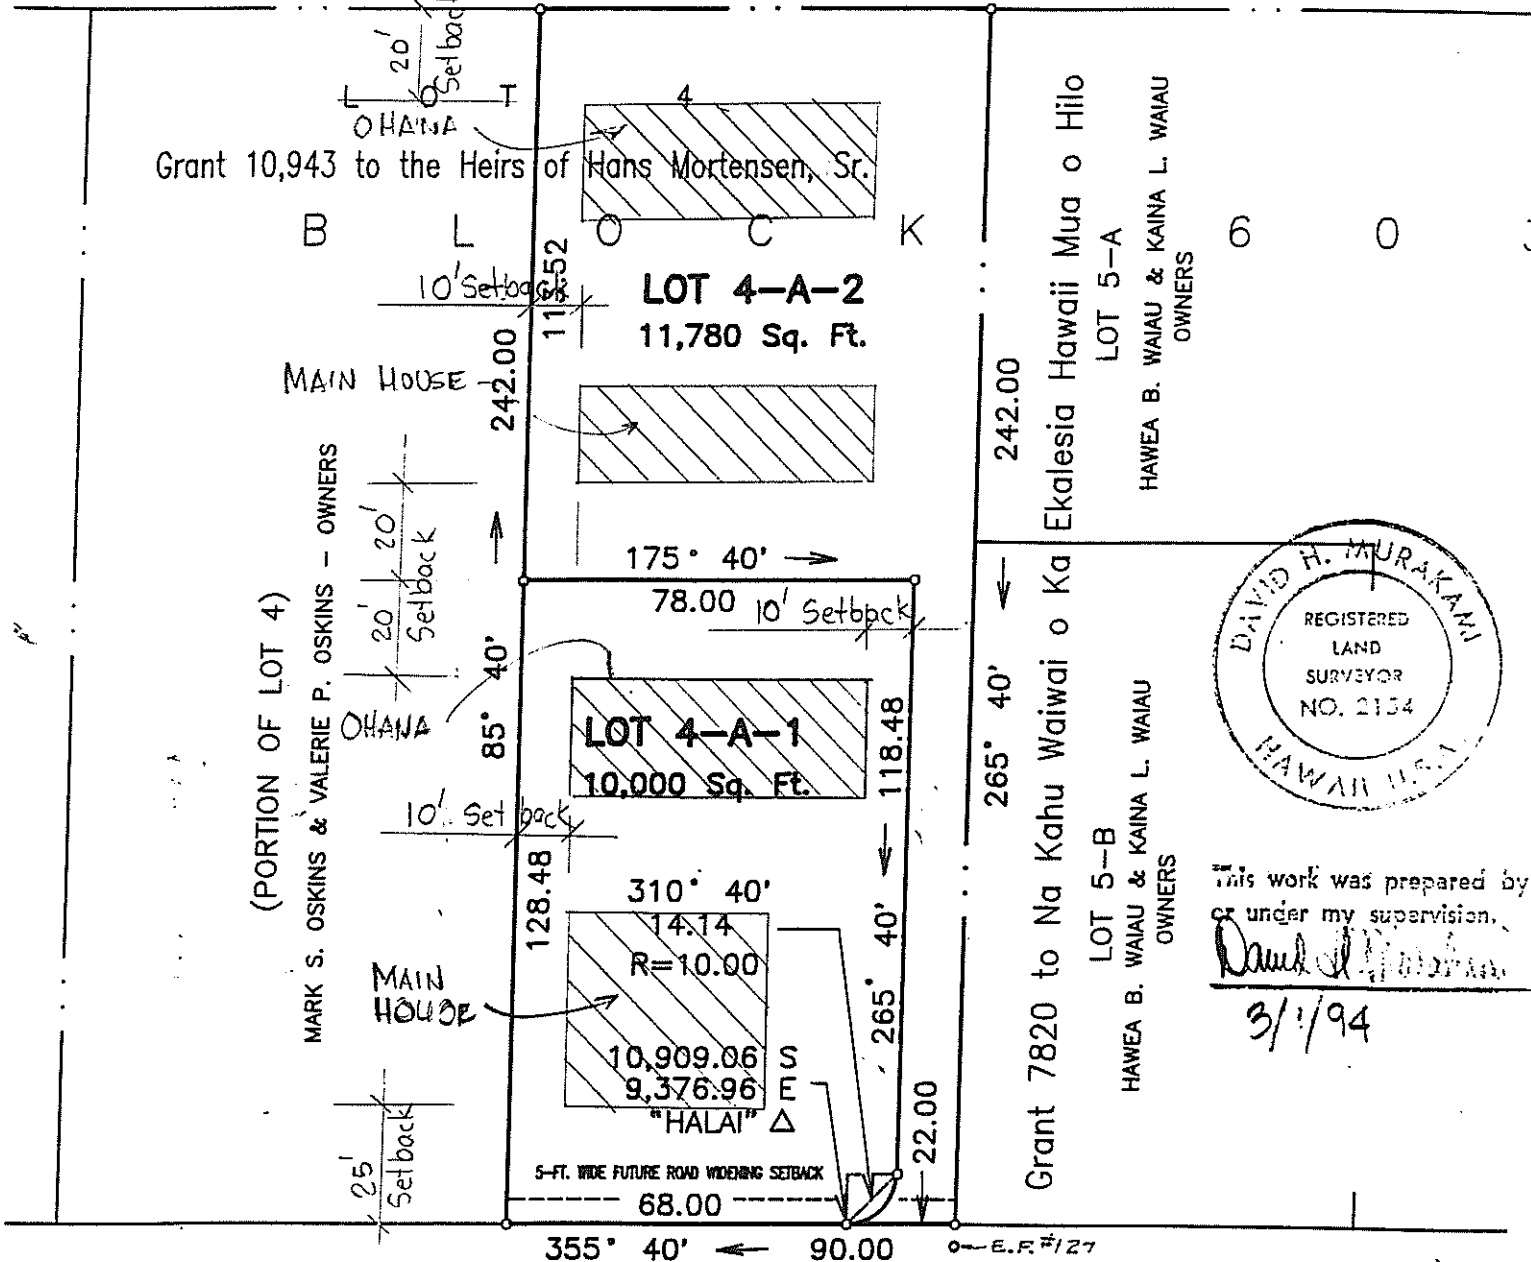 20' Setback
L O T 4
OHANA
Grant 10,943 to the Heirs of Hans Mortensen, Sr.
B L O C K 6 0
10' Setback
LOT 4-A-2
11,780 Sq. Ft.
242.00
MAIN HOUSE
242.00
20'
20' Setback
175° 40'
78.00
10' Setback
85° 40'
OHANA
LOT 4-A-1
10,000 Sq. Ft.
118.48
10' Setback
128.48
310° 40'
14.14
R=10.00
MAIN
HOUSE
10,909.06 S
9,376.96 E
"HALAI" △
265° 40'
22.00
25' Setback
5-FT. WIDE FUTURE ROAD WIDENING SETBACK
68.00
355° 40'
90.00
E.P. #127
(PORTION OF LOT 4)
MARK S. OSKINS & VALERIE P. OSKINS - OWNERS
265° 40'
Grant 7820 to Na Kahu Waiwai o Ka Ekalesia Hawaii Mua o Hilo
LOT 5-A
HAWEA B. WAIAU & KAINA L. WAIAU
OWNERS
LOT 5-B
HAWEA B. WAIAU & KAINA L. WAIAU
OWNERS
DAVID H. MURAKAMI
REGISTERED
LAND
SURVEYOR
NO. 2134
HAWAII U.S.A.
This work was prepared by
or under my supervision.
3/1/94